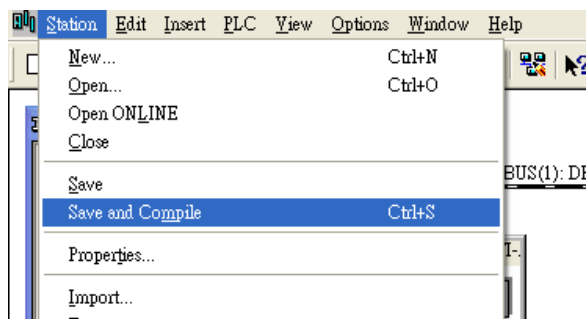 Station Edit Insert PLC View Options Window Help
New... Ctrl+N
Open... Ctrl+O
Open ONLINE
Close
BUS(1): DP
Save
Save and Compile Ctrl+S
Properties...
Import...